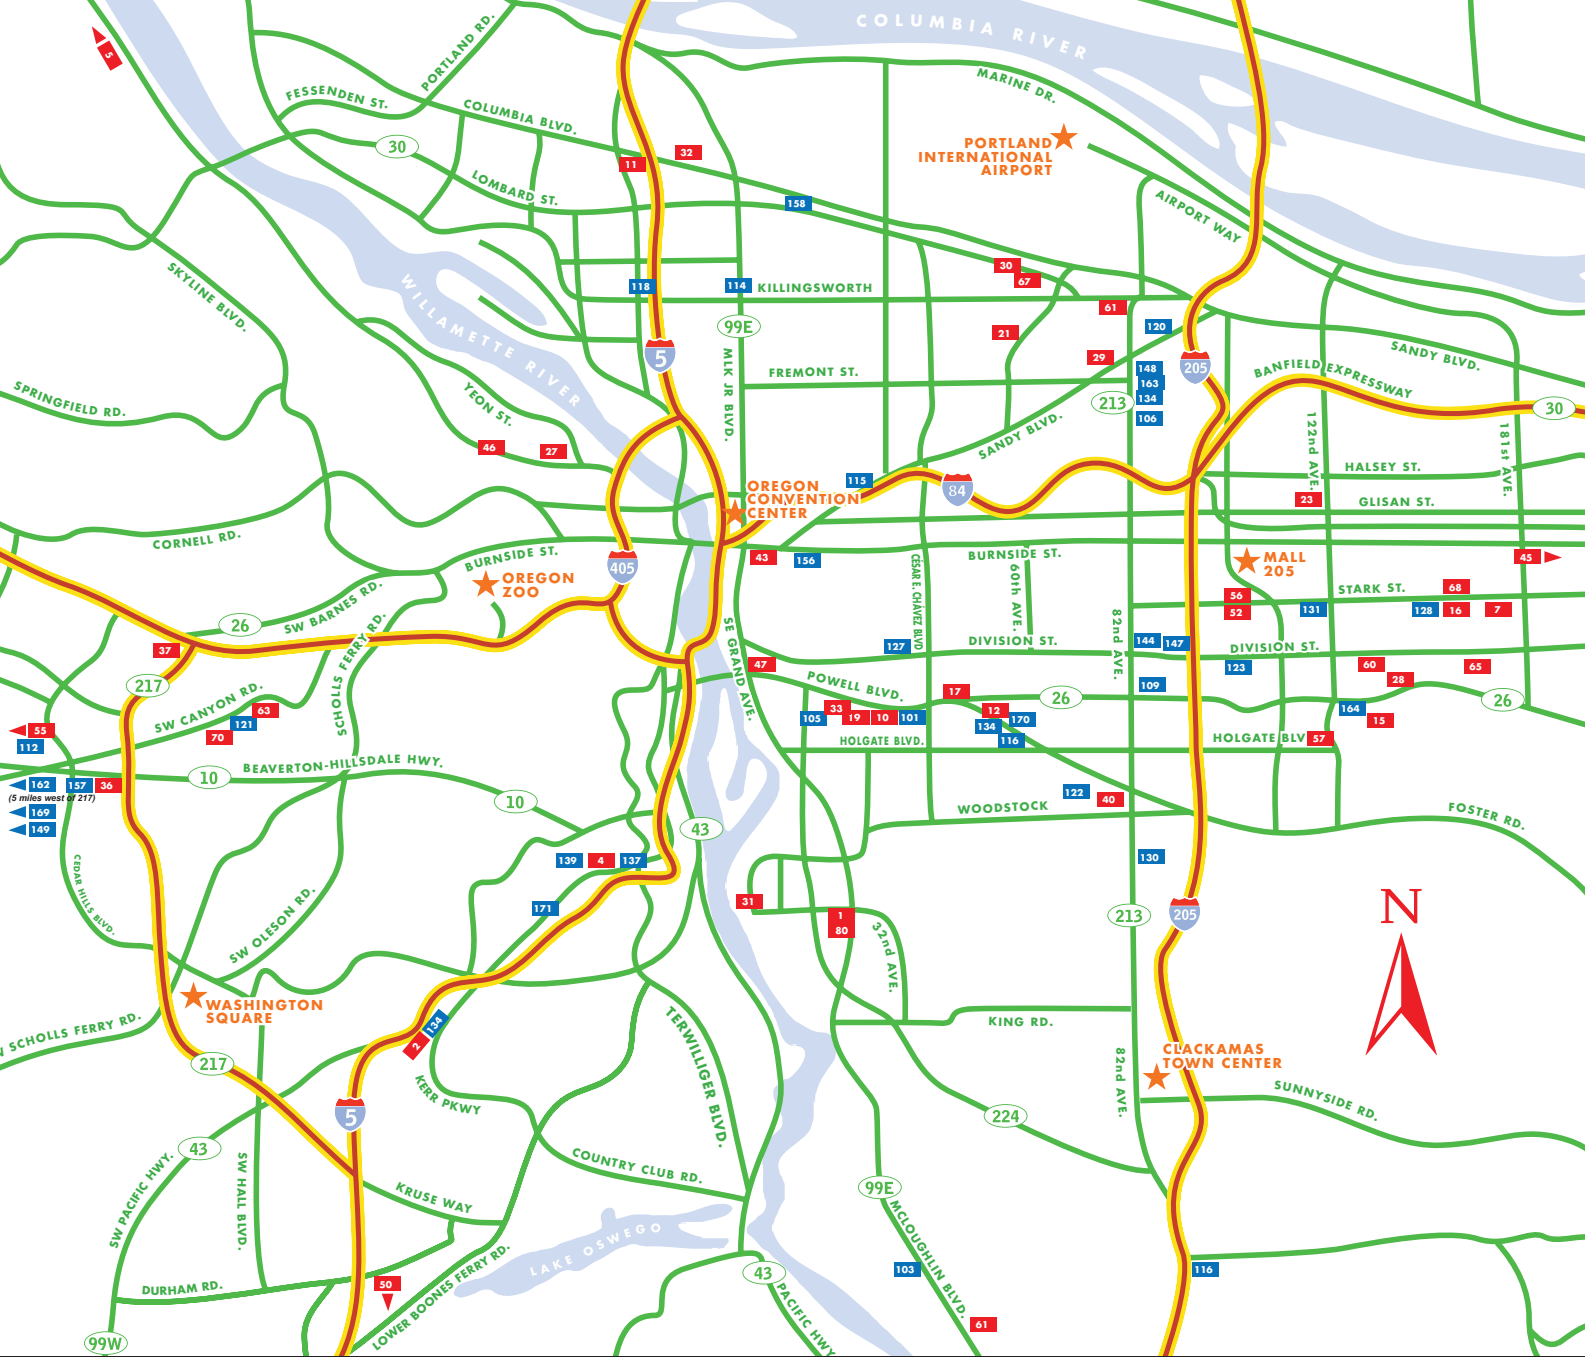 COLUMBIA RIVER
PORTLAND RD.
5
FESSENDEN ST.
COLUMBIA BLVD.
MARINE DR.
30
32
11
PORTLAND
INTERNATIONAL
AIRPORT
LOMBARD ST.
158
AIRPORT WAY
SKYLINE BLVD.
WILLAMETTE RIVER
118
114
KILLINGSWORTH
30
67
61
99E
120
21
5
MLK JR BLVD.
FREMONT ST.
29
205
148
163
134
106
213
SANDY BLVD.
BANFIELD EXPRESSWAY
30
SPRINGFIELD RD.
YEON ST.
46
27
SANDY BLVD.
122nd AVE.
181st AVE.
HALSEY ST.
115
84
OREGON
CONVENTION
CENTER
23
GLISAN ST.
CORNELL RD.
BURNSIDE ST.
405
43
156
BURNSIDE ST.
MALL
205
45
OREGON
ZOO
CÉSAR E. CHÁVEZ BLVD
60th AVE.
82nd AVE.
56
52
STARK ST.
68
131
128
16
7
SW BARNES RD.
26
SCHOLLS FERRY RD.
37
SE GRAND AVE.
127
DIVISION ST.
144
147
DIVISION ST.
47
123
60
28
65
217
SW CANYON RD.
63
121
70
POWELL BLVD.
17
26
109
26
105
33
19
10
101
12
170
134
116
164
15
55
112
HOLGATE BLVD.
HOLGATE BLV
57
BEAVERTON-HILLSDALE HWY.
10
162
157
36
(5 miles west of 217)
169
149
10
43
122
40
WOODSTOCK
FOSTER RD.
CEDAR HILLS BLVD.
139
4
137
130
171
31
1
80
213
205
N
SW OLESON RD.
32nd AVE.
WASHINGTON
SQUARE
W SCHOLLS FERRY RD.
134
2
TERWILLIGER BLVD.
KING RD.
217
82nd AVE.
CLACKAMAS
TOWN CENTER
KERR PKWY
5
SUNNYSIDE RD.
224
43
SW PACIFIC HWY.
SW HALL BLVD.
COUNTRY CLUB RD.
KRUSE WAY
99E
MCLOUGHLIN BLVD.
LAKE OSWEGO
103
116
DURHAM RD.
50
LOWER BOONES FERRY RD.
43
PACIFIC HWY
61
99W